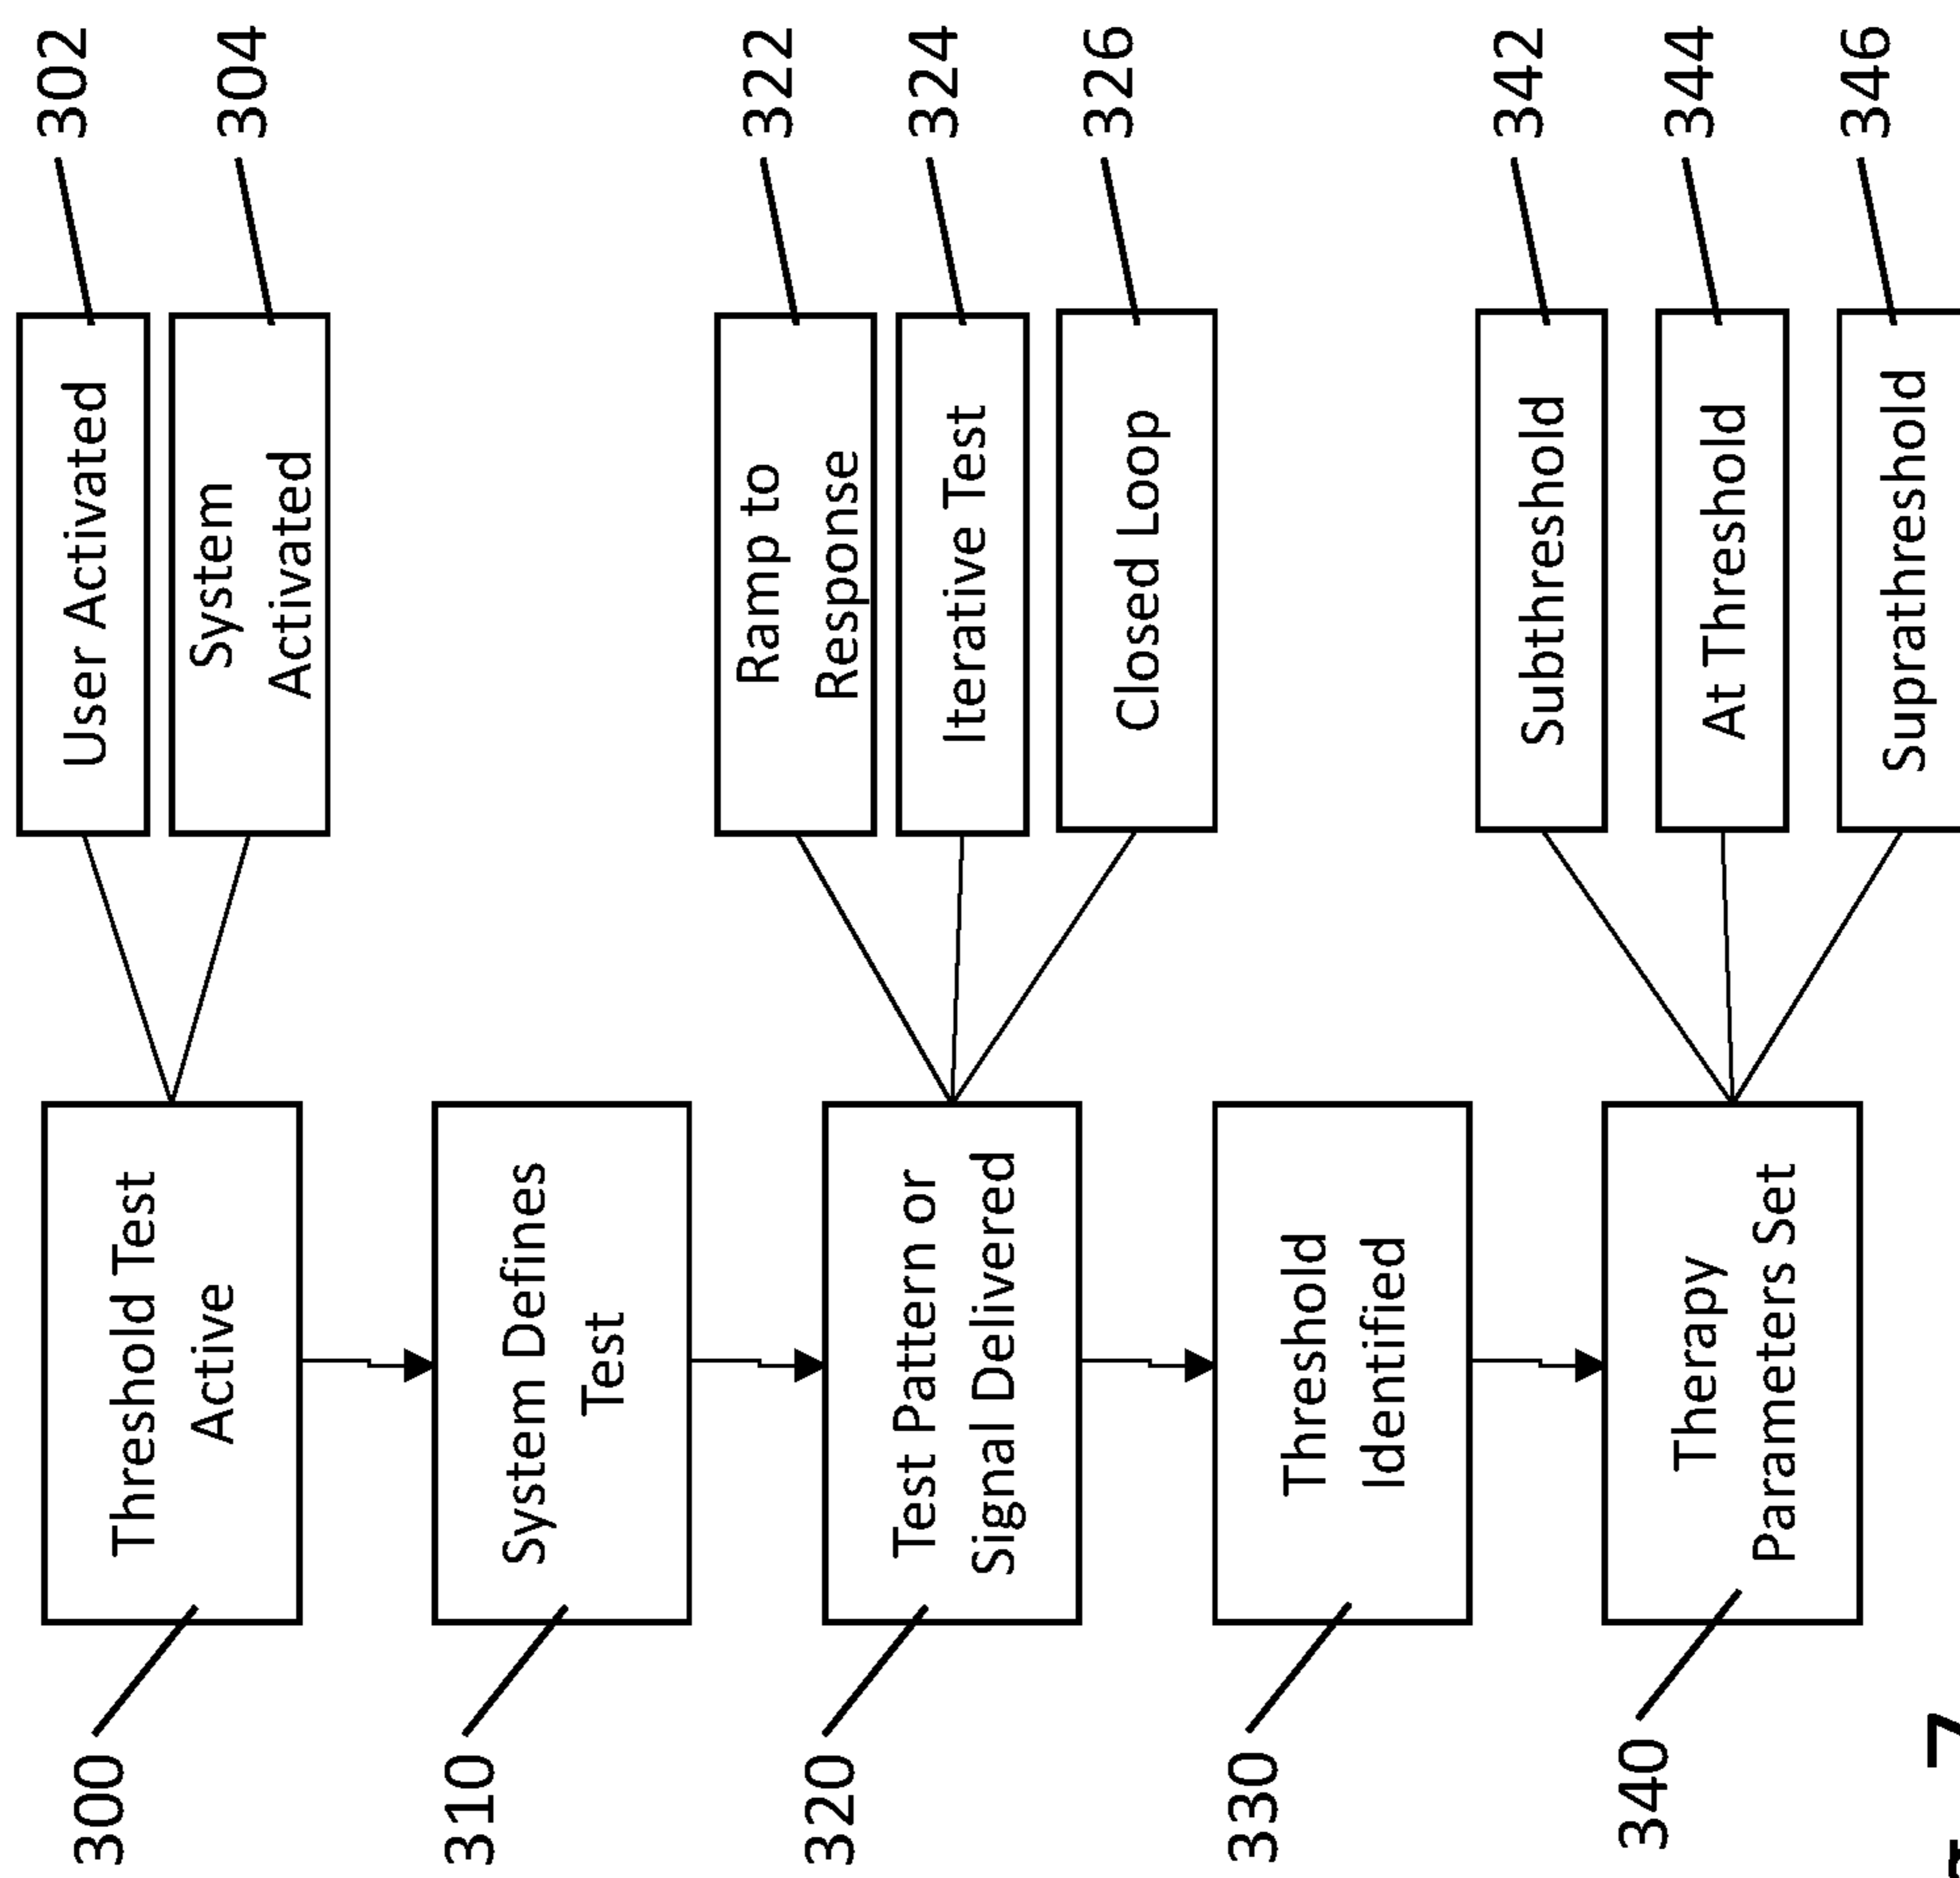 300
Threshold Test
Active
User Activated
302
System
Activated
304
310
System Defines
Test
320
Test Pattern or
Signal Delivered
Ramp to
Response
322
Iterative Test
324
Closed Loop
326
330
Threshold
Identified
340
Therapy
Parameters Set
Subthreshold
342
At Threshold
344
Suprathreshold
346
7